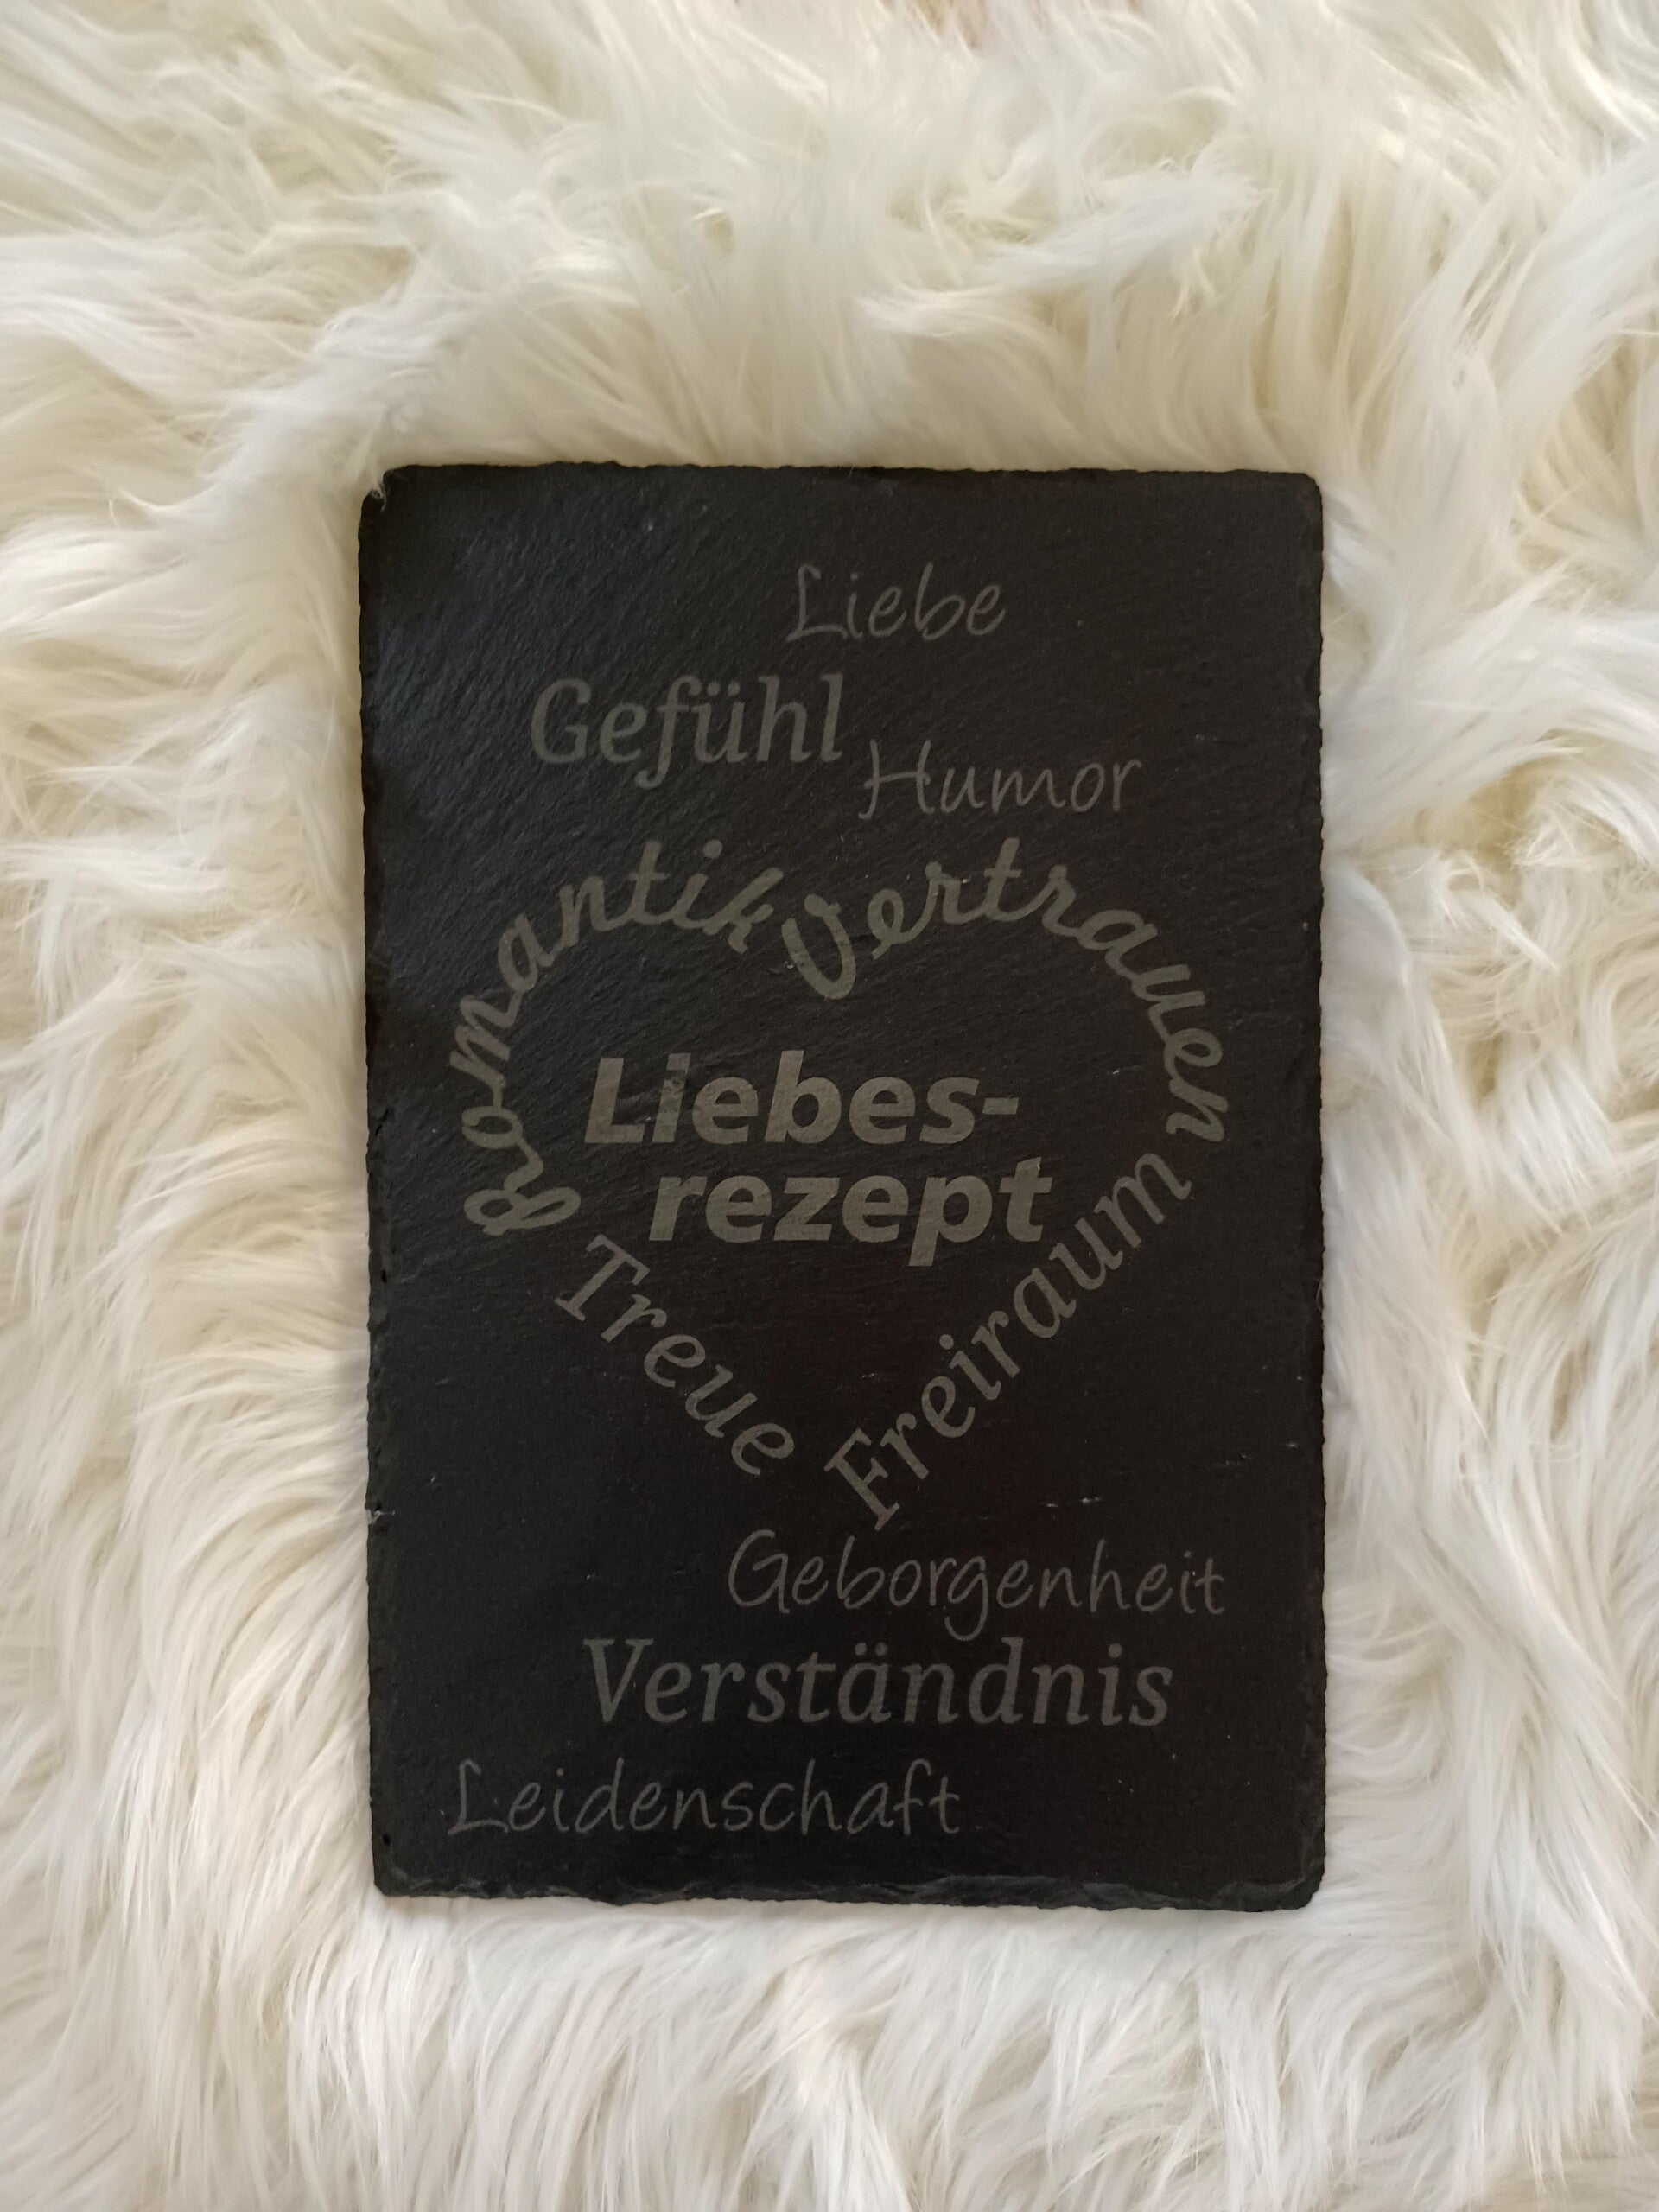 Liebe
Gefühl
Humor
Romantik
Vertrauen
Liebes-
rezept
Treue
Freiraum
Geborgenheit
Verständnis
Leidenschaft